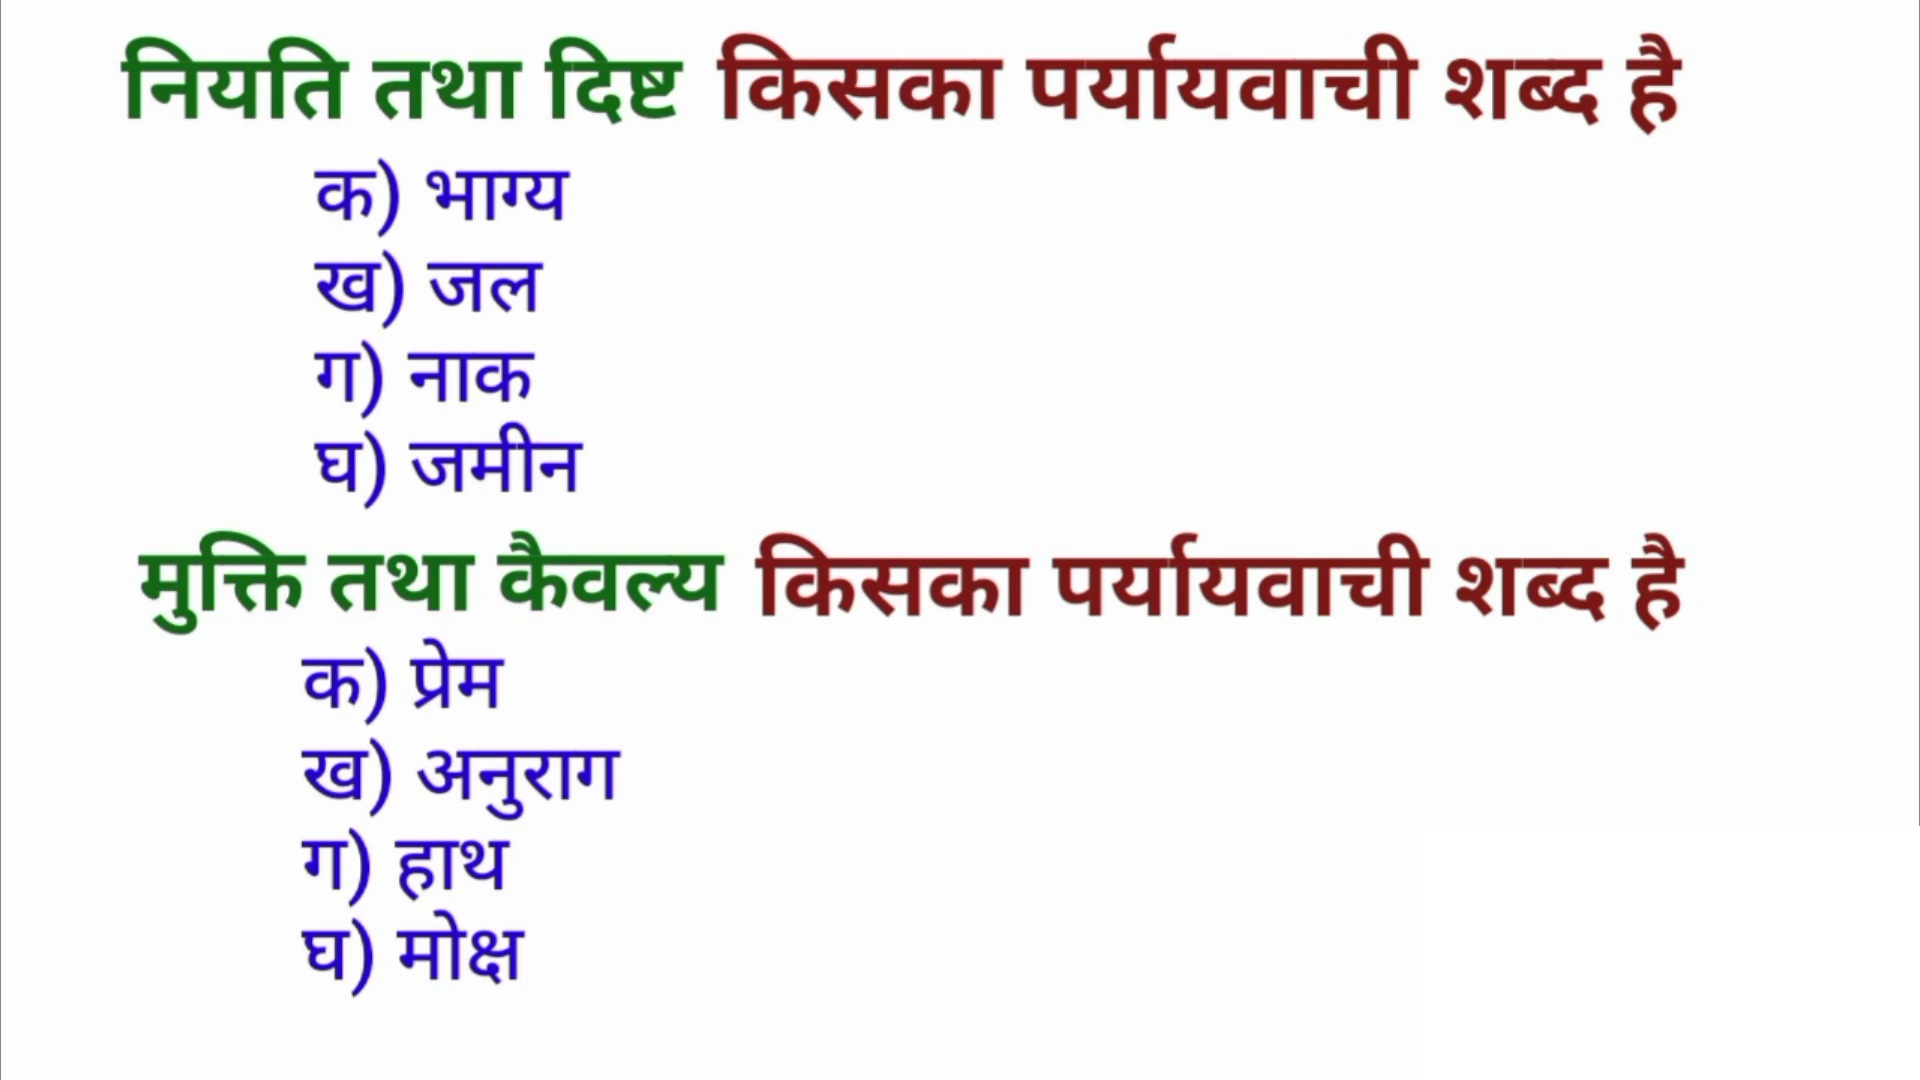 नियति तथा दिष्ट किसका पर्यायवाची शब्द है
क) भाग्य
ख) जल
ग) नाक
घ) जमीन
मुक्ति तथा कैवल्य किसका पर्यायवाची शब्द है
क) प्रेम
ख) अनुराग
ग) हाथ
घ) मोक्ष